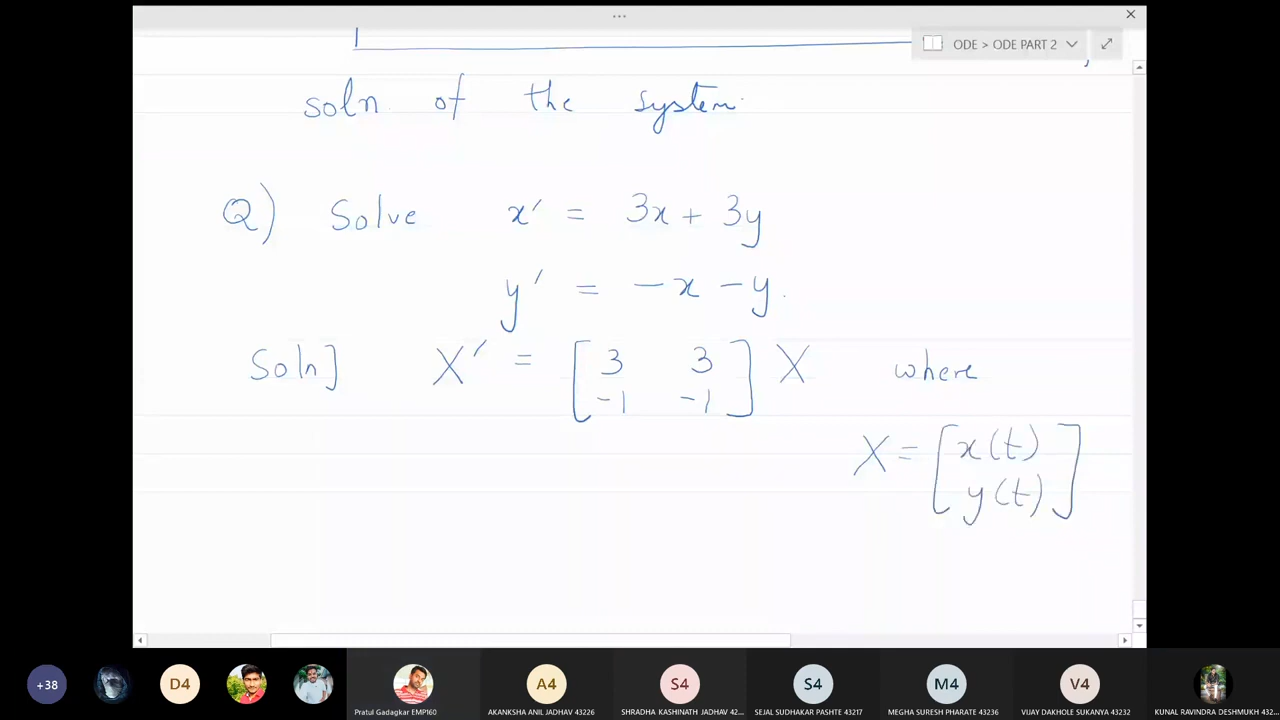 ODE > ODE PART 2
soln of the system.
Q) Solve x' = 3x + 3y
y' = -x -y.
Soln] X' = [3 3] X where
[-1 -1]
X = [x(t)]
[y(t)]
+38
D4
A4
S4
S4
M4
V4
Pratul Gadagkar EMP160
AKANKSHA ANIL JADHAV 43226
SHRADHA KASHINATH JADHAV 42...
SEJAL SUDHAKAR PASHTE 43217
MEGHA SURESH PHARATE 43236
VIJAY DAKHOLE SUKANYA 43232
KUNAL RAVINDRA DESHMUKH 432...